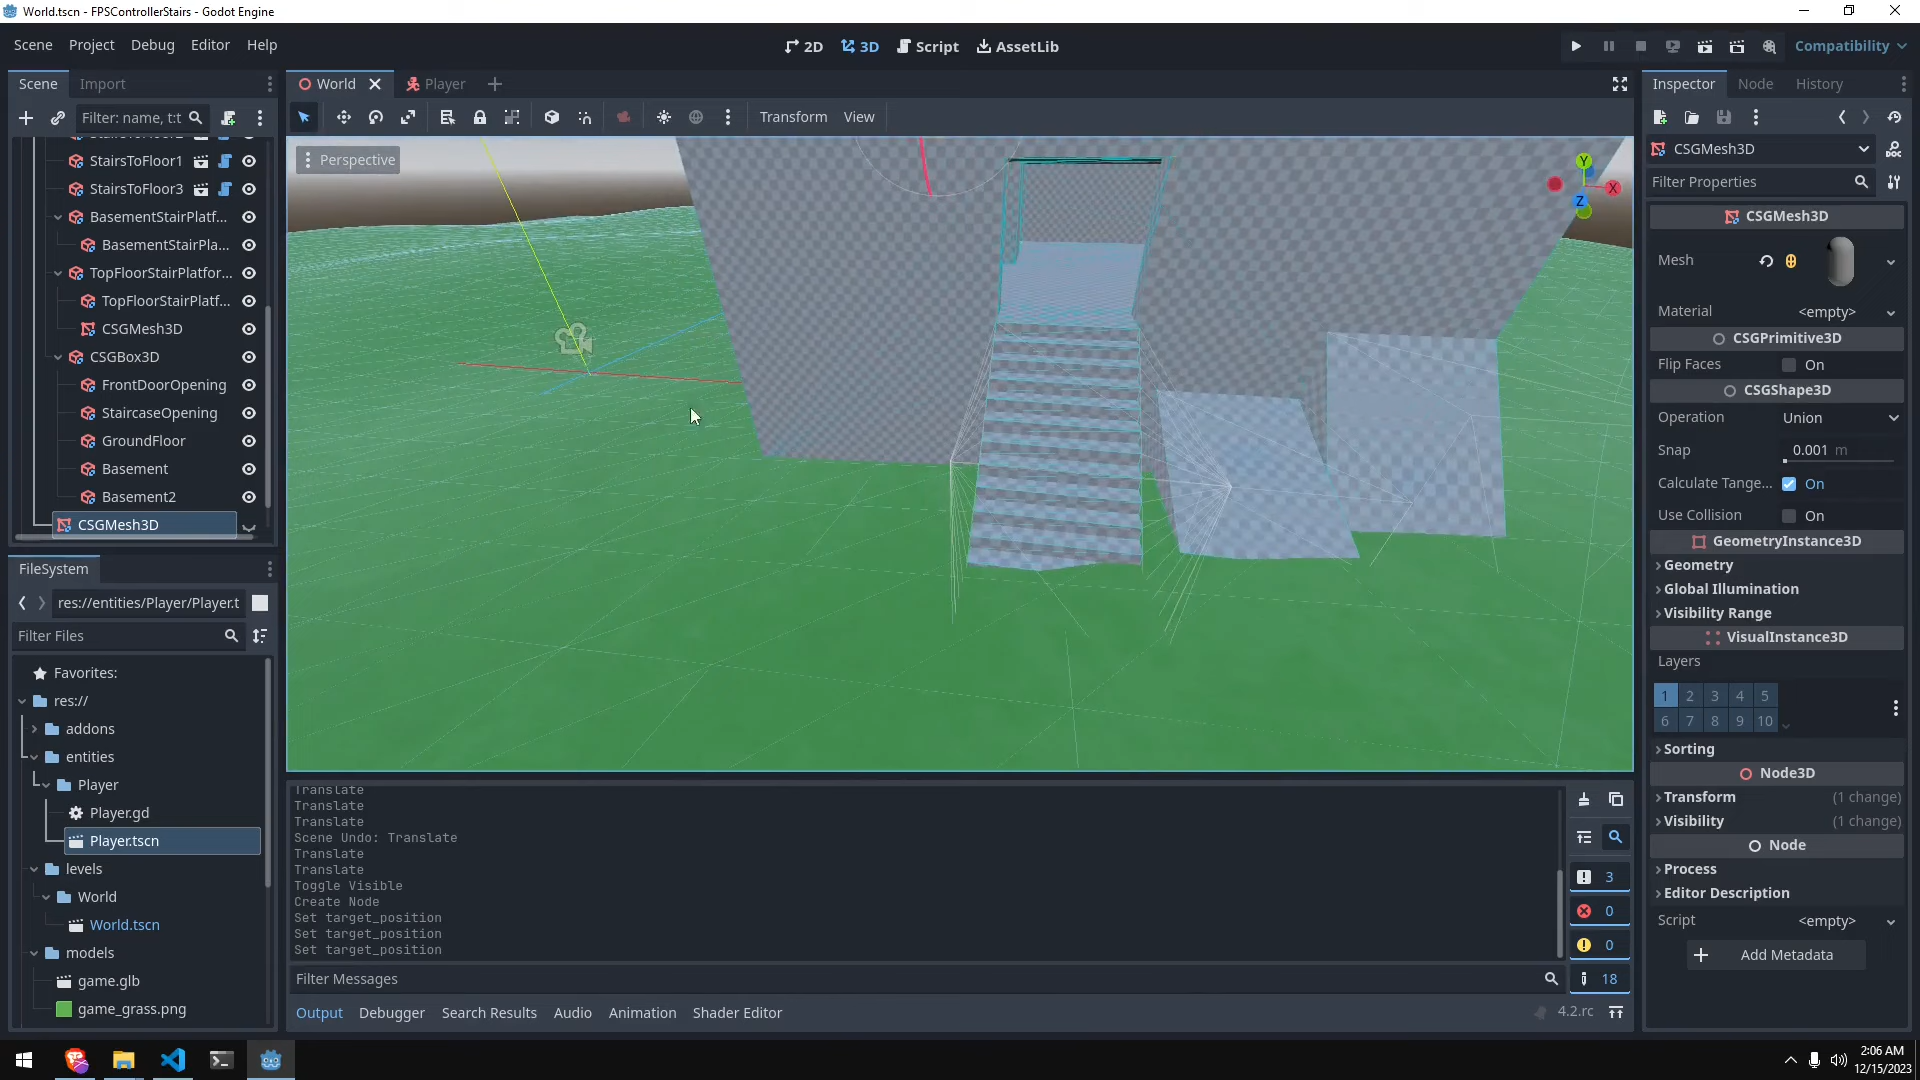 World.tscn - FPSControllerStairs - Godot Engine
Scene Project Debug Editor Help
2D 3D Script AssetLib
Compatibility
Scene Import
Filter: name, t:t
StairsToFloor1
StairsToFloor3
BasementStairPlatf...
BasementStairPla...
TopFloorStairPlatfor...
TopFloorStairPlatf...
CSGMesh3D
CSGBox3D
FrontDoorOpening
StaircaseOpening
GroundFloor
Basement
Basement2
CSGMesh3D
FileSystem
res://entities/Player/Player.t
Filter Files
Favorites:
res://
addons
entities
Player
Player.gd
Player.tscn
levels
World
World.tscn
models
game.glb
game_grass.png
World Player
Transform View
Perspective
Y
X
Z
Translate
Translate
Translate
Scene Undo: Translate
Translate
Translate
Toggle Visible
Create Node
Set target_position
Set target_position
Set target_position
3
0
0
18
Filter Messages
Output Debugger Search Results Audio Animation Shader Editor
4.2.rc
Inspector Node History
CSGMesh3D
Filter Properties
CSGMesh3D
Mesh
Material <empty>
CSGPrimitive3D
Flip Faces On
CSGShape3D
Operation Union
Snap 0.001 m
Calculate Tange... On
Use Collision On
GeometryInstance3D
Geometry
Global Illumination
Visibility Range
VisualInstance3D
Layers
1 2 3 4 5
6 7 8 9 10
Sorting
Node3D
Transform (1 change)
Visibility (1 change)
Node
Process
Editor Description
Script <empty>
Add Metadata
2:06 AM
12/15/2023